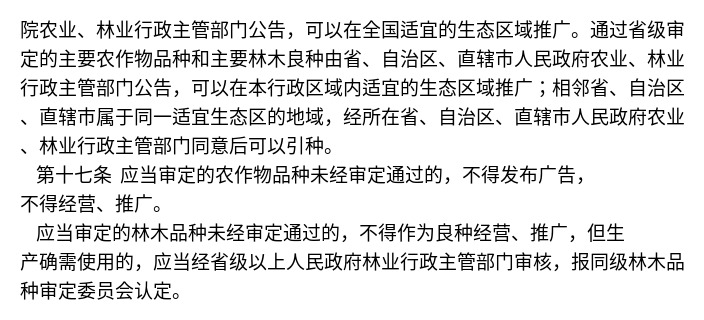 院农业、林业行政主管部门公告，可以在全国适宜的生态区域推广。通过省级审
定的主要农作物品种和主要林木良种由省、自治区、直辖市人民政府农业、林业
行政主管部门公告，可以在本行政区域内适宜的生态区域推广；相邻省、自治区
、直辖市属于同一适宜生态区的地域，经所在省、自治区、直辖市人民政府农业
、林业行政主管部门同意后可以引种。
第十七条 应当审定的农作物品种未经审定通过的，不得发布广告，
不得经营、推广。
应当审定的林木品种未经审定通过的，不得作为良种经营、推广，但生
产确需使用的，应当经省级以上人民政府林业行政主管部门审核，报同级林木品
种审定委员会认定。